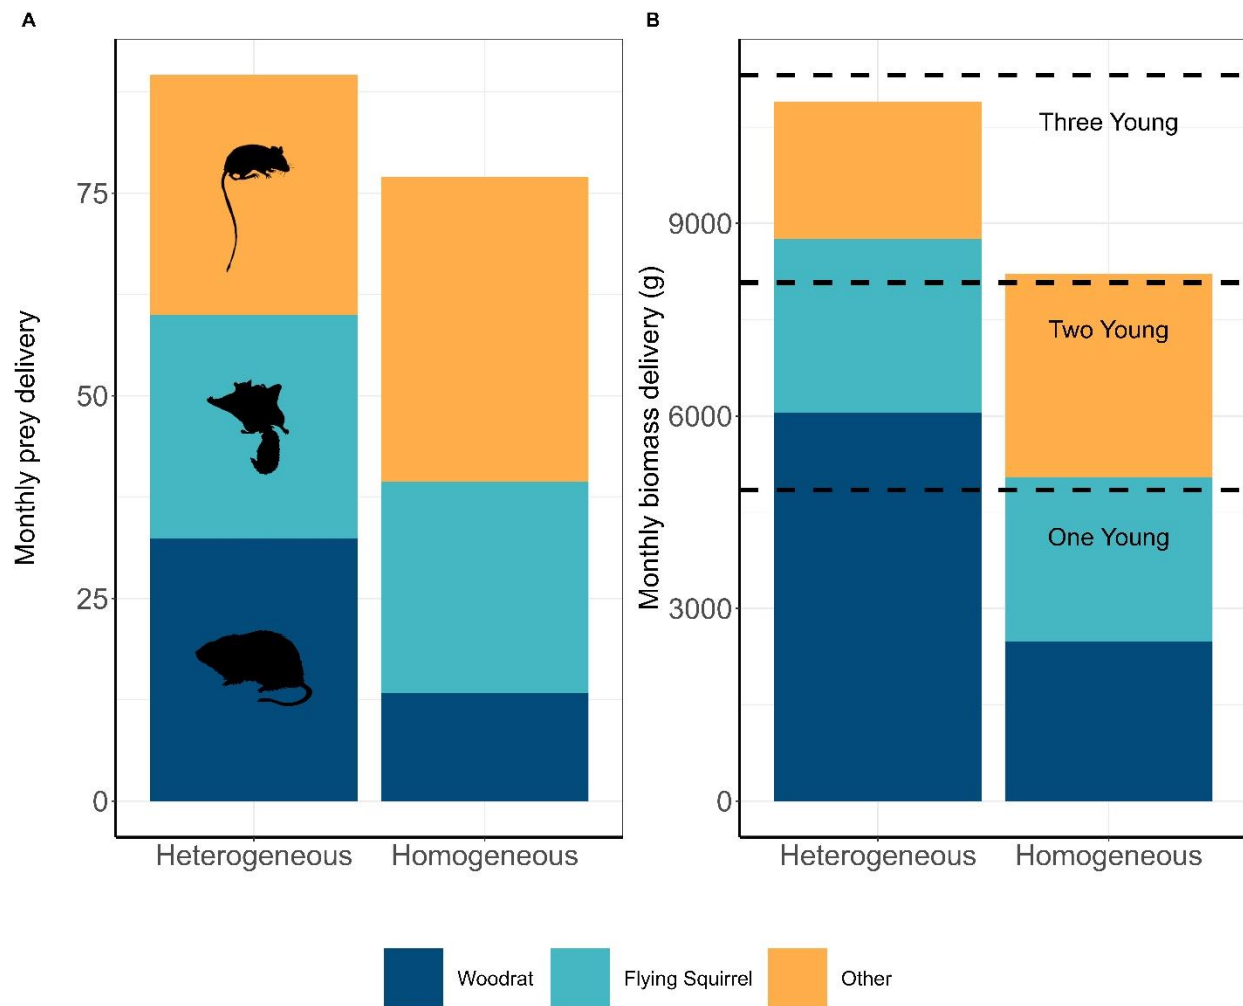 A
Monthly prey delivery
75
50
25
0
Heterogeneous
Homogeneous
B
Monthly biomass delivery (g)
9000
6000
3000
0
Three Young
Two Young
One Young
Heterogeneous
Homogeneous
Woodrat
Flying Squirrel
Other